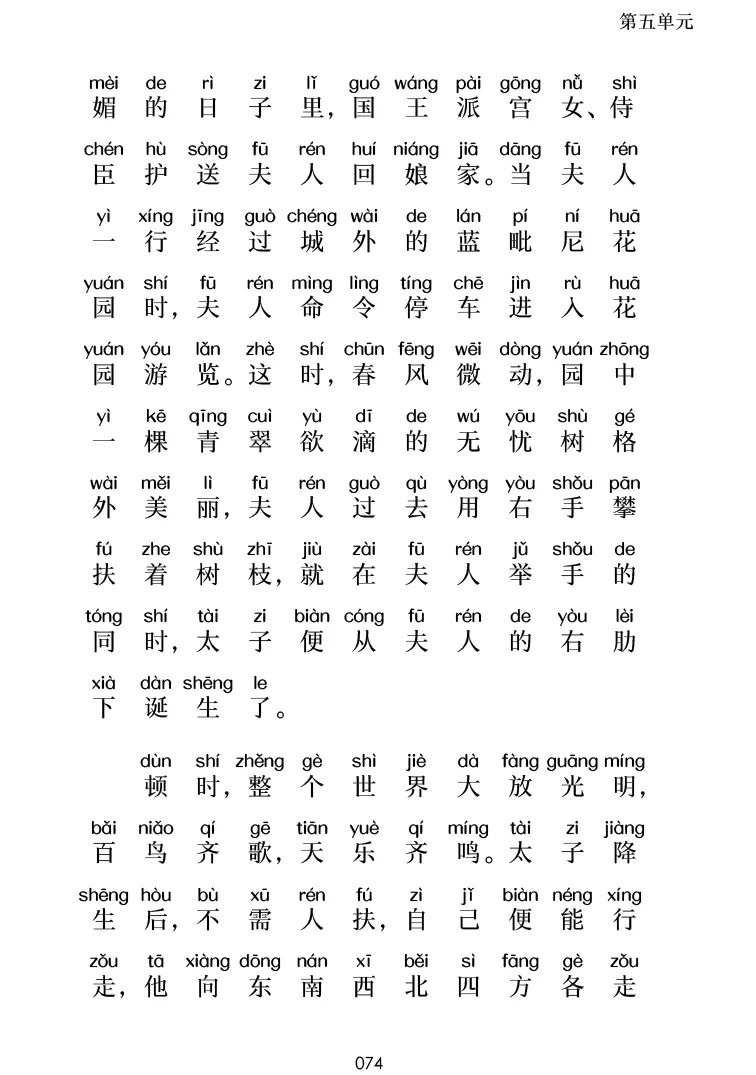 第五单元
mèi de rì zi lǐ guó wáng pài gōng nǚ shì
媚的日子里，国王派宫女、侍
chén hù sòng fū rén huí niáng jiā dāng fū rén
臣护送夫人回娘家。当夫人
yì xíng jīng guò chéng wài de lán pí ní huā
一行经过城外的蓝毗尼花
yuán shí fū rén mìng lìng tíng chē jìn rù huā
园时，夫人命令停车进入花
yuán yóu lǎn zhè shí chūn fēng wēi dòng yuán zhōng
园游览。这时，春风微动，园中
yì kē qīng cuì yù dī de wú yōu shù gé
一棵青翠欲滴的无忧树格
wài měi lì fū rén guò qù yòng yòu shǒu pān
外美丽，夫人过去用右手攀
fú zhe shù zhī jiù zài fū rén jǔ shǒu de
扶着树枝，就在夫人举手的
tóng shí tài zi biàn cóng fū rén de yòu lèi
同时，太子便从夫人的右肋
xià dàn shēng le
下诞生了。
dùn shí zhěng gè shì jiè dà fàng guāng míng
顿时，整个世界大放光明，
bǎi niǎo qí gē tiān yuè qí míng tài zi jiàng
百鸟齐歌，天乐齐鸣。太子降
shēng hòu bù xū rén fú zì jǐ biàn néng xíng
生后，不需人扶，自己便能行
zǒu tā xiàng dōng nán xī běi sì fāng gè zǒu
走，他向东南西北四方各走
074